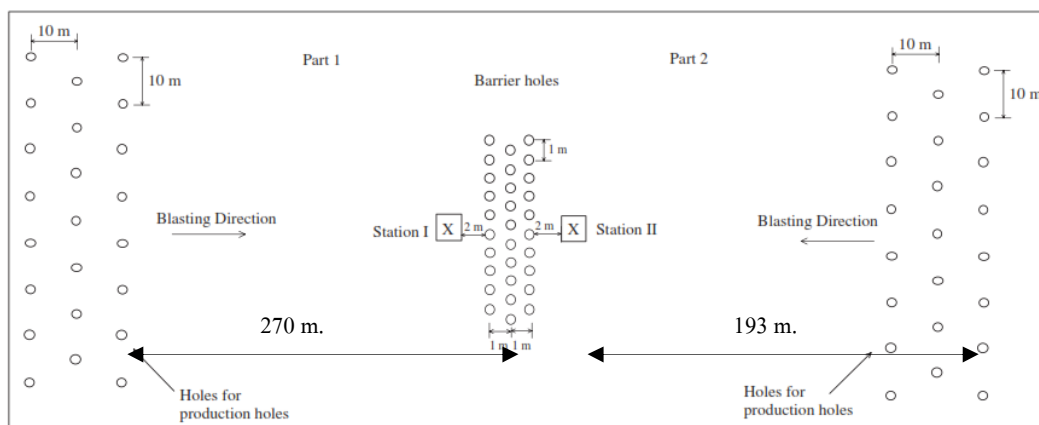 10 m
Part 1
Part 2
10 m
10 m
Barrier holes
10 m
1 m
Blasting Direction
Station I X 2 m
2 m X Station II
Blasting Direction
270 m.
193 m.
1 m 1 m
Holes for
production holes
Holes for
production holes